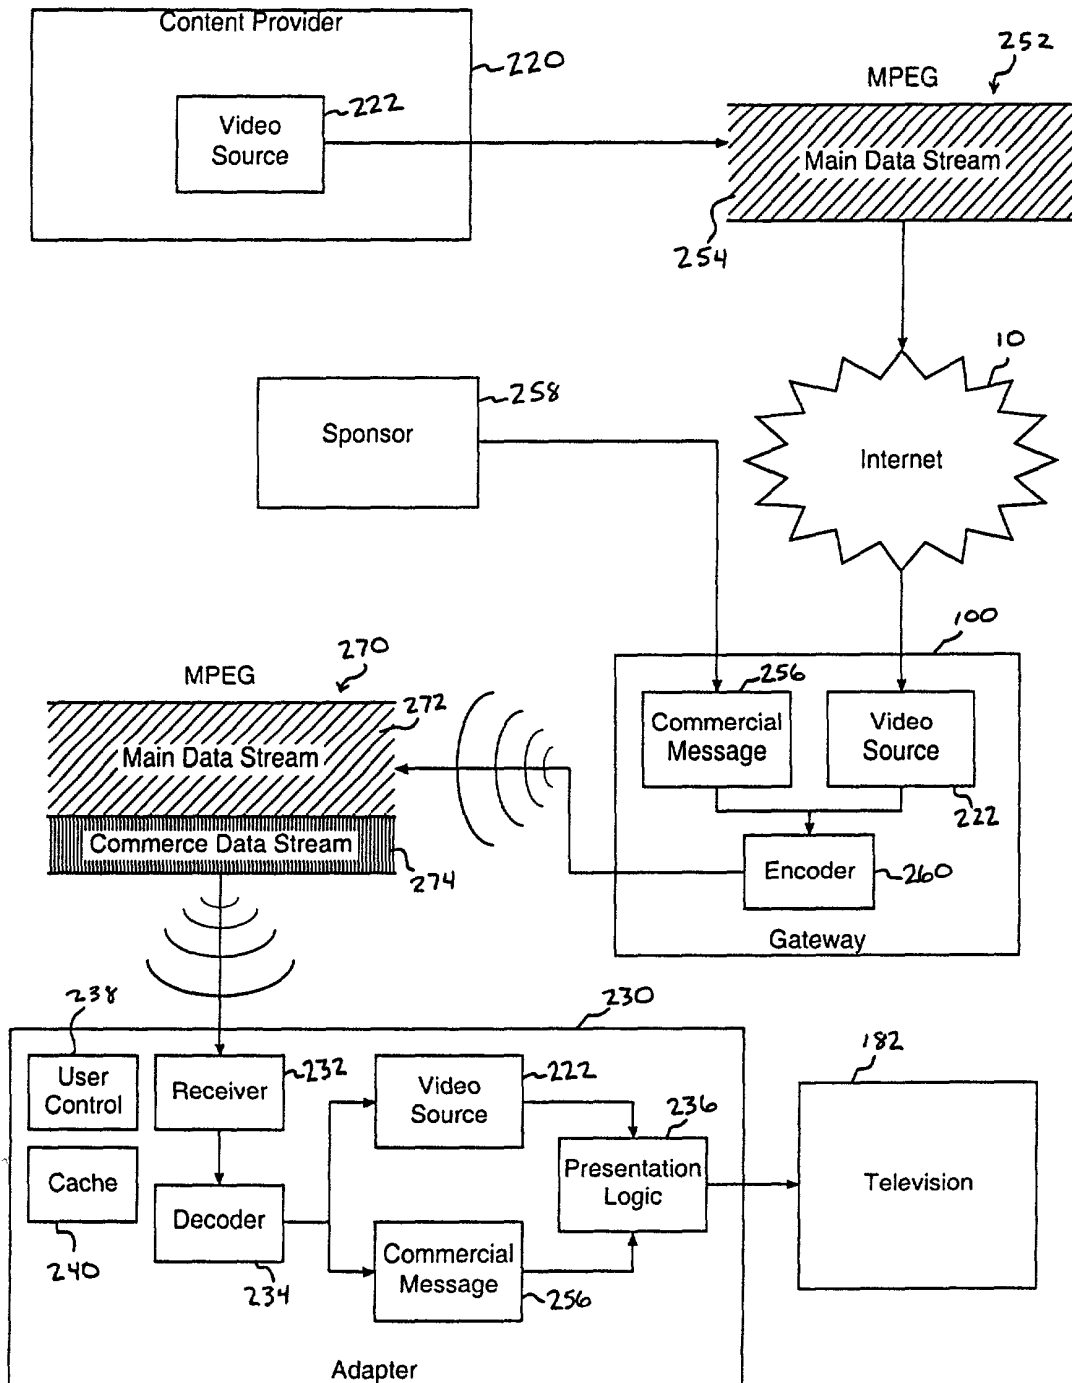 Content Provider
220
222
Video
Source
252
MPEG
Main Data Stream
254
10
Internet
258
Sponsor
100
256
Commercial
Message
Video
Source
222
Encoder
260
Gateway
270
MPEG
272
Main Data Stream
Commerce Data Stream
274
238
230
User
Control
Receiver
232
Video
Source
222
Cache
240
Decoder
234
Commercial
Message
256
236
Presentation
Logic
182
Television
Adapter